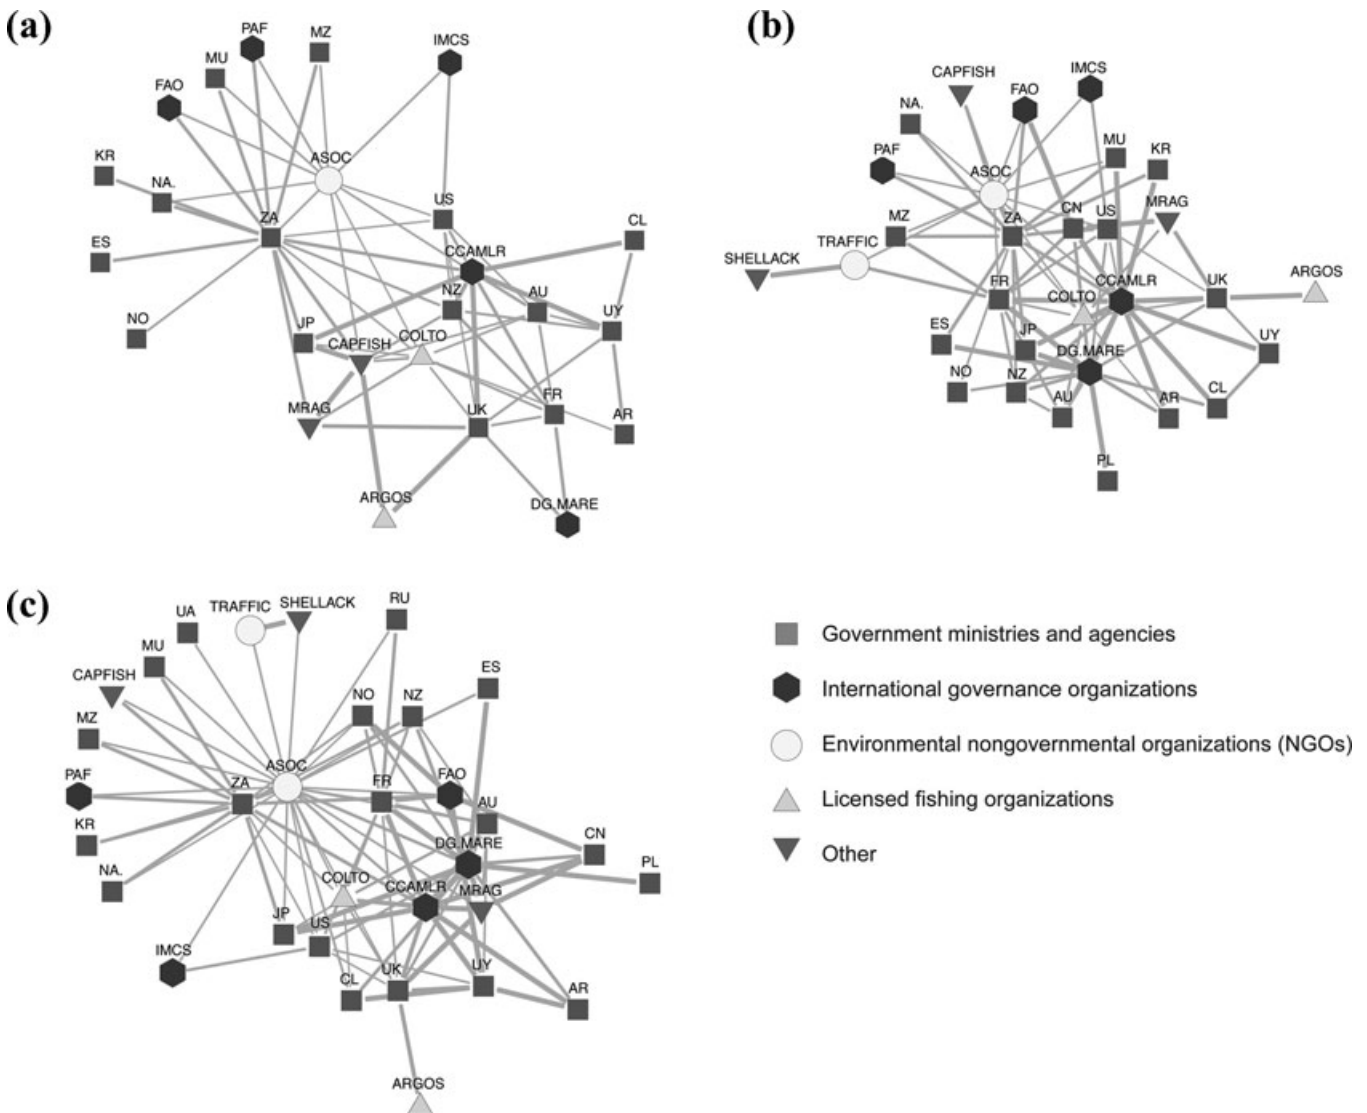 (a)
PAF
MZ
IMCS
MU
FAO
ASOC
KR
NA.
US
ZA
CL
ES
CCAMLR
NZ
AU
UY
NO
JP
CAPFISH
COLTO
MRAG
UK
FR
AR
ARGOS
DG.MARE
(b)
IMCS
CAPFISH
FAO
NA.
MU
KR
PAF
ASOC
MRAG
CN
US
MZ
ZA
TRAFFIC
SHELLACK
FR
CCAMLR
UK
ARGOS
COLTO
ES
JP
UY
DG.MARE
NO
NZ
AU
AR
CL
PL
(c)
TRAFFIC
SHELLACK
RU
UA
MU
CAPFISH
NO
NZ
ES
MZ
ASOC
PAF
ZA
FR
FAO
AU
KR
DG.MARE
CN
PL
NA.
COLTO
CCAMLR
MRAG
JP
US
IMCS
CL
UK
UY
AR
ARGOS
Government ministries and agencies
International governance organizations
Environmental nongovernmental organizations (NGOs)
Licensed fishing organizations
Other